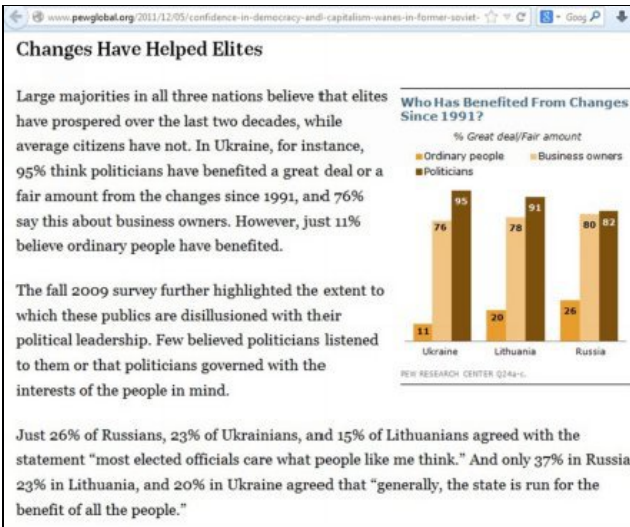 www.pewglobal.org/2011/12/05/confidence-in-democracy-and-capitalism-wanes-in-former-soviet-
Goog
Changes Have Helped Elites
Large majorities in all three nations believe that elites
have prospered over the last two decades, while
average citizens have not. In Ukraine, for instance,
95% think politicians have benefited a great deal or a
fair amount from the changes since 1991, and 76%
say this about business owners. However, just 11%
believe ordinary people have benefited.
The fall 2009 survey further highlighted the extent to
which these publics are disillusioned with their
political leadership. Few believed politicians listened
to them or that politicians governed with the
interests of the people in mind.
Who Has Benefited From Changes
Since 1991?
% Great deal/Fair amount
Ordinary people Business owners
Politicians
11 76 95
20 78 91
26 80 82
Ukraine Lithuania Russia
PEW RESEARCH CENTER Q24a-c.
Just 26% of Russians, 23% of Ukrainians, and 15% of Lithuanians agreed with the
statement “most elected officials care what people like me think.” And only 37% in Russia
23% in Lithuania, and 20% in Ukraine agreed that “generally, the state is run for the
benefit of all the people.”